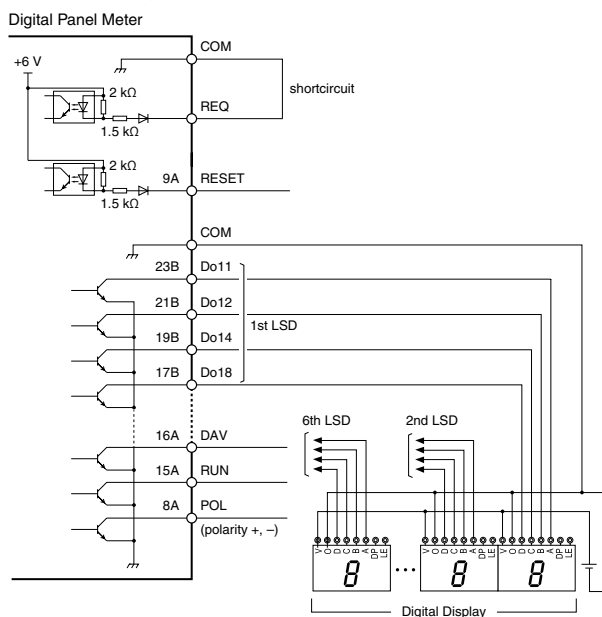 Digital Panel Meter
COM
+6 V
2 kΩ
shortcircuit
REQ
1.5 kΩ
2 kΩ
9A RESET
1.5 kΩ
COM
23B Do11
21B Do12
1st LSD
19B Do14
17B Do18
6th LSD 2nd LSD
16A DAV
15A RUN
8A POL
(polarity +, –)
V O D C B A DP LE V O D C B A DP LE V O D C B A DP LE
8 ... 8 8
Digital Display